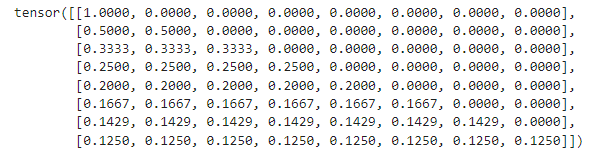 tensor([[1.0000, 0.0000, 0.0000, 0.0000, 0.0000, 0.0000, 0.0000, 0.0000],
[0.5000, 0.5000, 0.0000, 0.0000, 0.0000, 0.0000, 0.0000, 0.0000],
[0.3333, 0.3333, 0.3333, 0.0000, 0.0000, 0.0000, 0.0000, 0.0000],
[0.2500, 0.2500, 0.2500, 0.2500, 0.0000, 0.0000, 0.0000, 0.0000],
[0.2000, 0.2000, 0.2000, 0.2000, 0.2000, 0.0000, 0.0000, 0.0000],
[0.1667, 0.1667, 0.1667, 0.1667, 0.1667, 0.1667, 0.0000, 0.0000],
[0.1429, 0.1429, 0.1429, 0.1429, 0.1429, 0.1429, 0.1429, 0.0000],
[0.1250, 0.1250, 0.1250, 0.1250, 0.1250, 0.1250, 0.1250, 0.1250]])